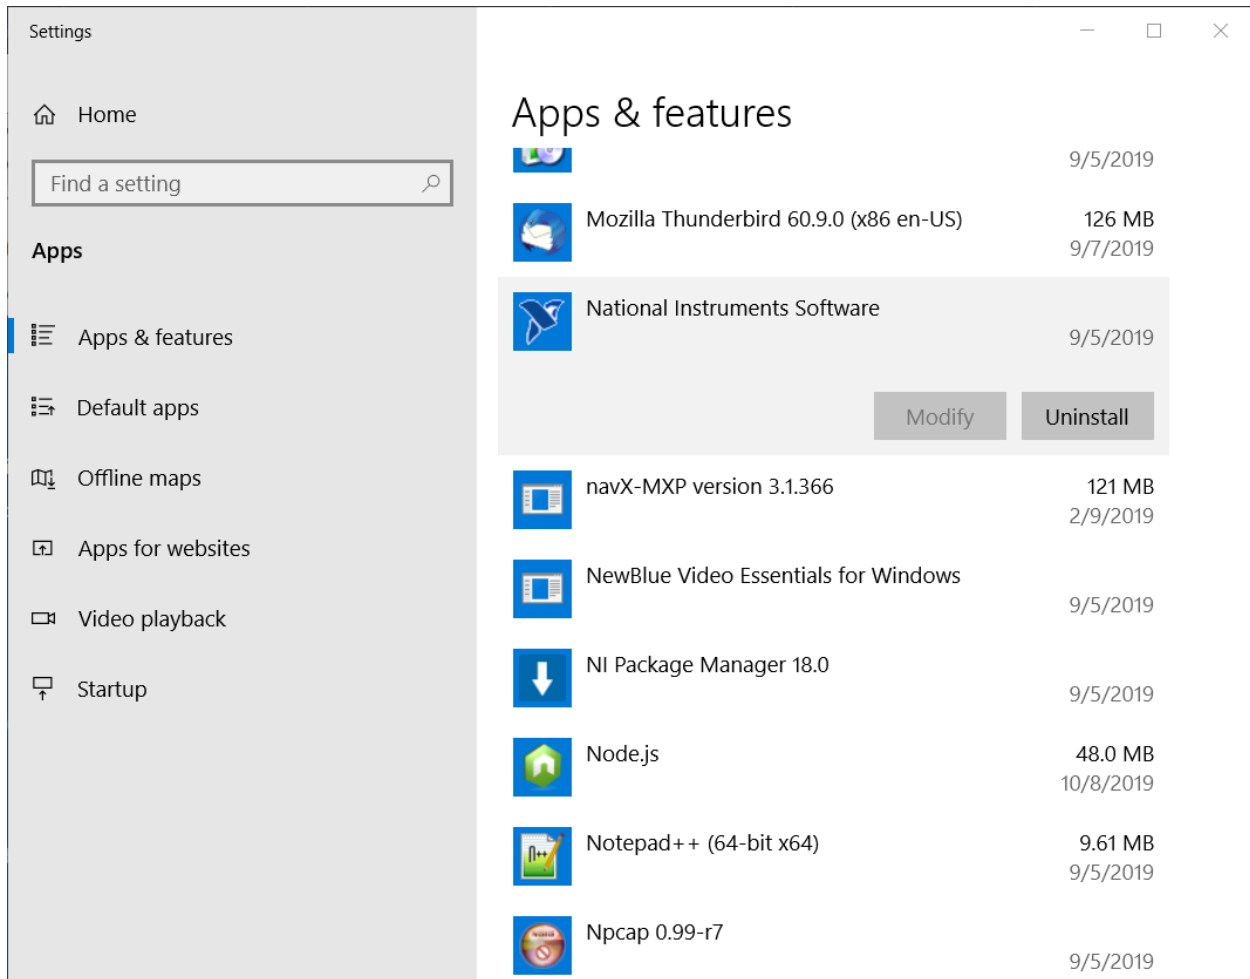 Settings
Home
Find a setting
Apps
Apps & features
Default apps
Offline maps
Apps for websites
Video playback
Startup
Apps & features
9/5/2019
Mozilla Thunderbird 60.9.0 (x86 en-US)
126 MB
9/7/2019
National Instruments Software
9/5/2019
Modify
Uninstall
navX-MXP version 3.1.366
121 MB
2/9/2019
NewBlue Video Essentials for Windows
9/5/2019
NI Package Manager 18.0
9/5/2019
Node.js
48.0 MB
10/8/2019
Notepad++ (64-bit x64)
9.61 MB
9/5/2019
Npcap 0.99-r7
9/5/2019